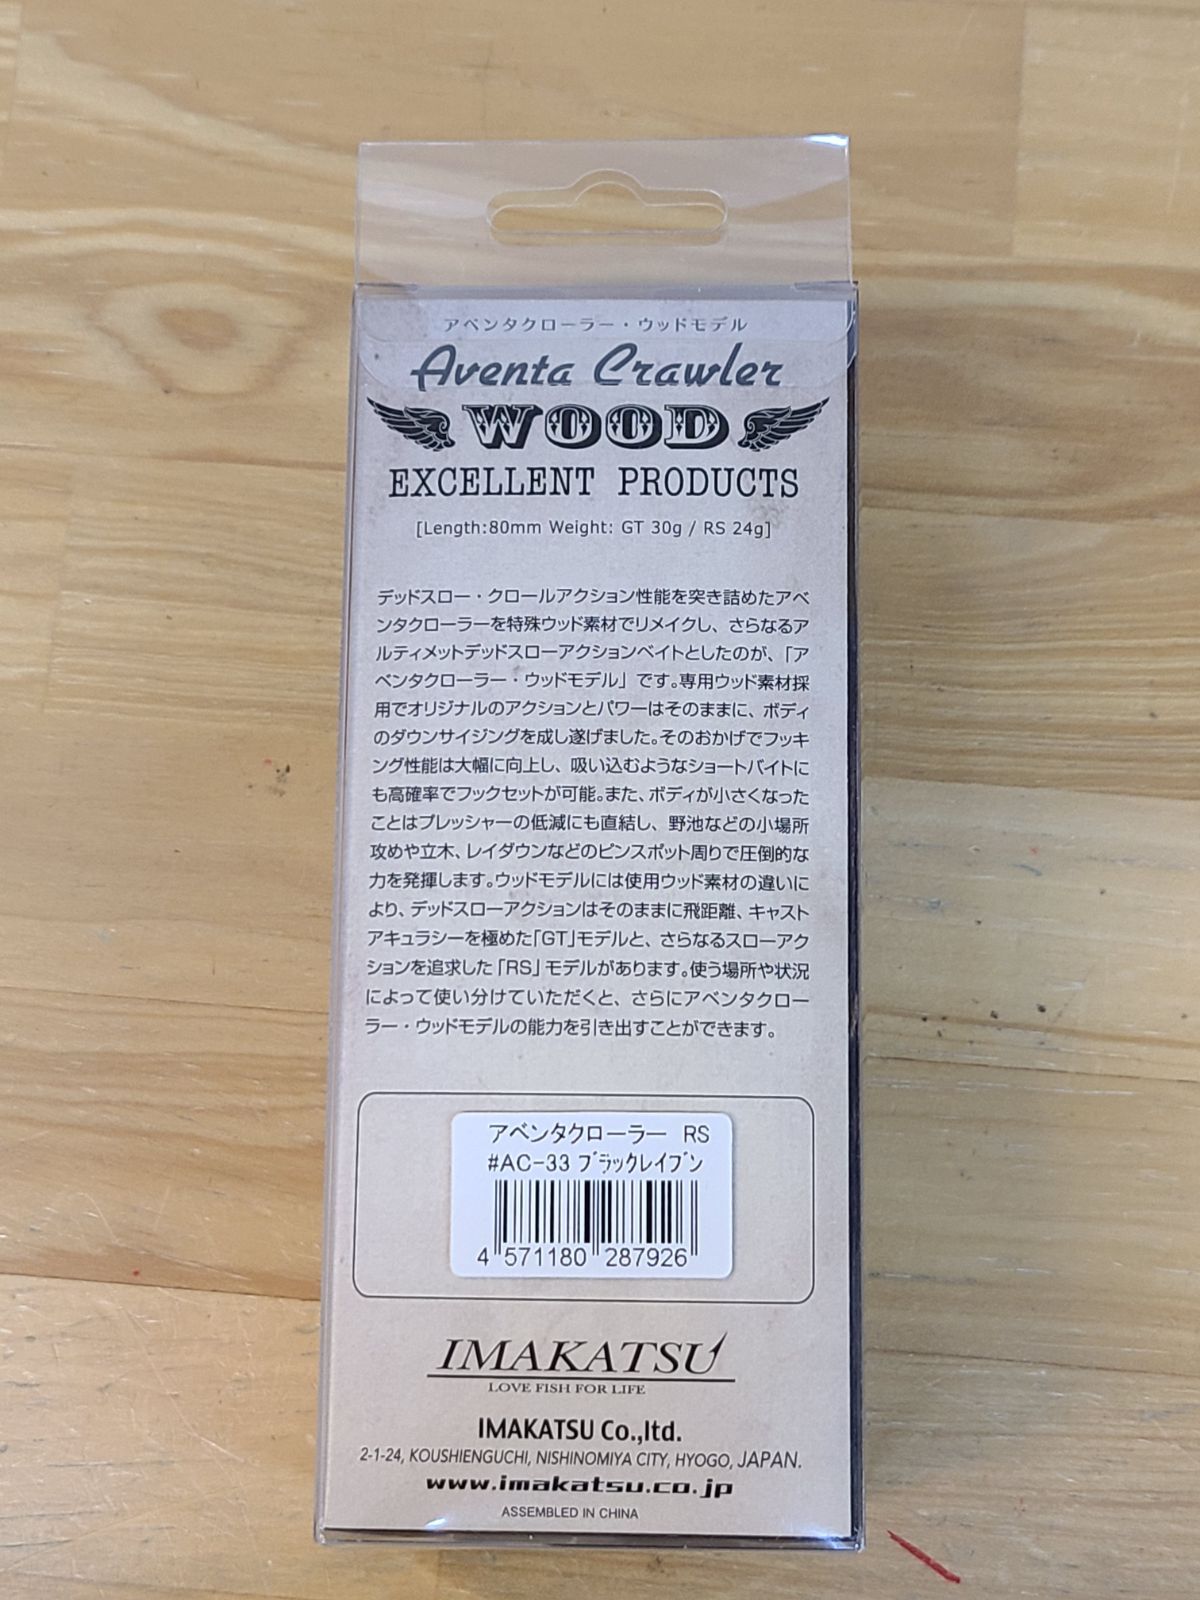 アベンタクローラー・ウッドモデル
Aventa Crawler
WOOD
EXCELLENT PRODUCTS
[Length:80mm Weight: GT 30g / RS 24g]
デッドスロー・クロールアクション性能を突き詰めたアベ
ンタクローラーを特殊ウッド素材でリメイクし、さらなるア
ルティメットデッドスローアクションベイトとしたのが、「ア
ベンタクローラー・ウッドモデル」です。専用ウッド素材採
用でオリジナルのアクションとパワーはそのままに、ボディ
のダウンサイジングを成し遂げました。そのおかげでフッキ
ング性能は大幅に向上し、吸い込むようなショートバイトに
も高確率でフックセットが可能。また、ボディが小さくなった
ことはプレッシャーの低減にも直結し、野池などの小場所
攻めや立木、レイダウンなどのピンスポット周りで圧倒的な
力を発揮します。ウッドモデルには使用ウッド素材の違いに
より、デッドスローアクションはそのままに飛距離、キャスト
アキュラシーを極めた「GT」モデルと、さらなるスローアク
ションを追求した「RS」モデルがあります。使う場所や状況
によって使い分けていただくと、さらにアベンタクロー
ラー・ウッドモデルの能力を引き出すことができます。
アベンタクローラー RS
#AC-33 ﾌﾞﾗｯｸﾚｲﾌﾞﾝ
4 571180 287926
IMAKATSU
LOVE FISH FOR LIFE
IMAKATSU Co.,ltd.
2-1-24, KOUSHIENGUCHI, NISHINOMIYA CITY, HYOGO, JAPAN.
www.imakatsu.co.jp
ASSEMBLED IN CHINA